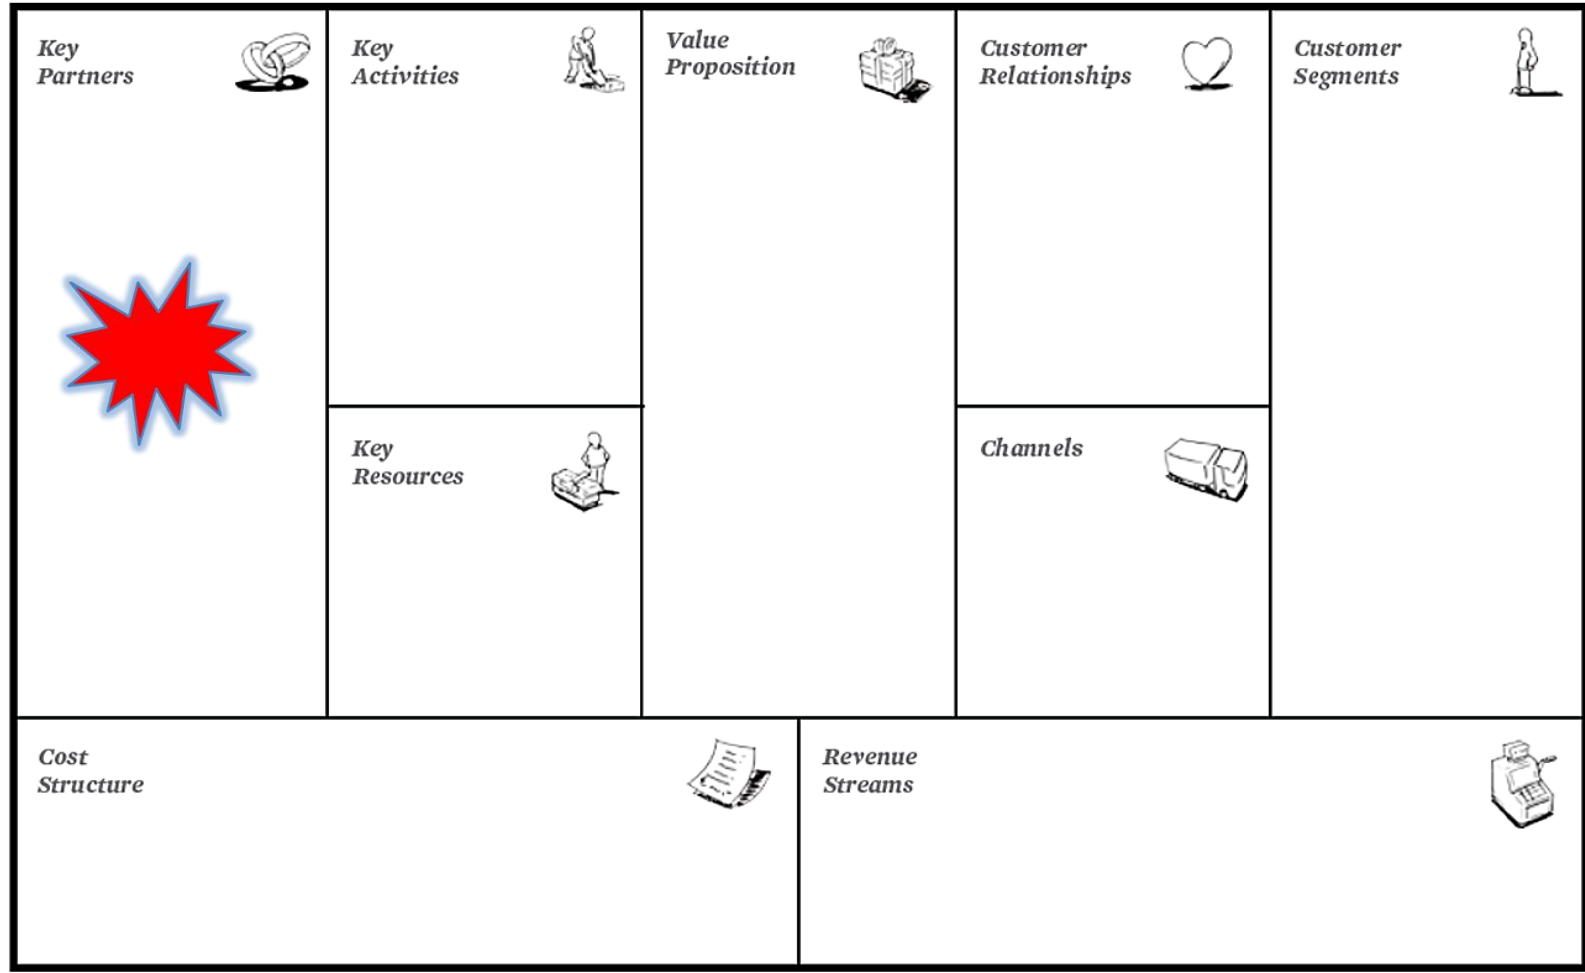 Key
Partners
Key
Activities
Value
Proposition
Customer
Relationships
Customer
Segments
Key
Resources
Channels
Cost
Structure
Revenue
Streams